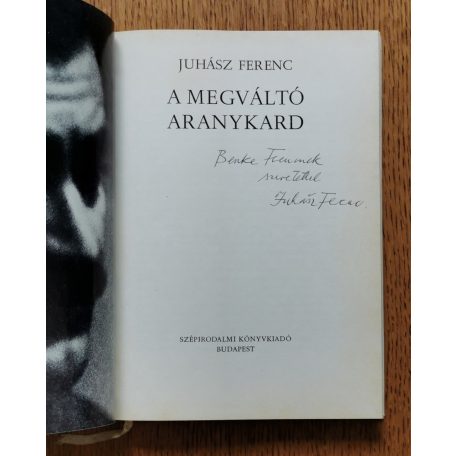 JUHÁSZ FERENC
A MEGVÁLTÓ
ARANYKARD
Benke Ferencnek
szeretettel
Juhász Ferenc
SZÉPIRODALMI KÖNYVKIADÓ
BUDAPEST